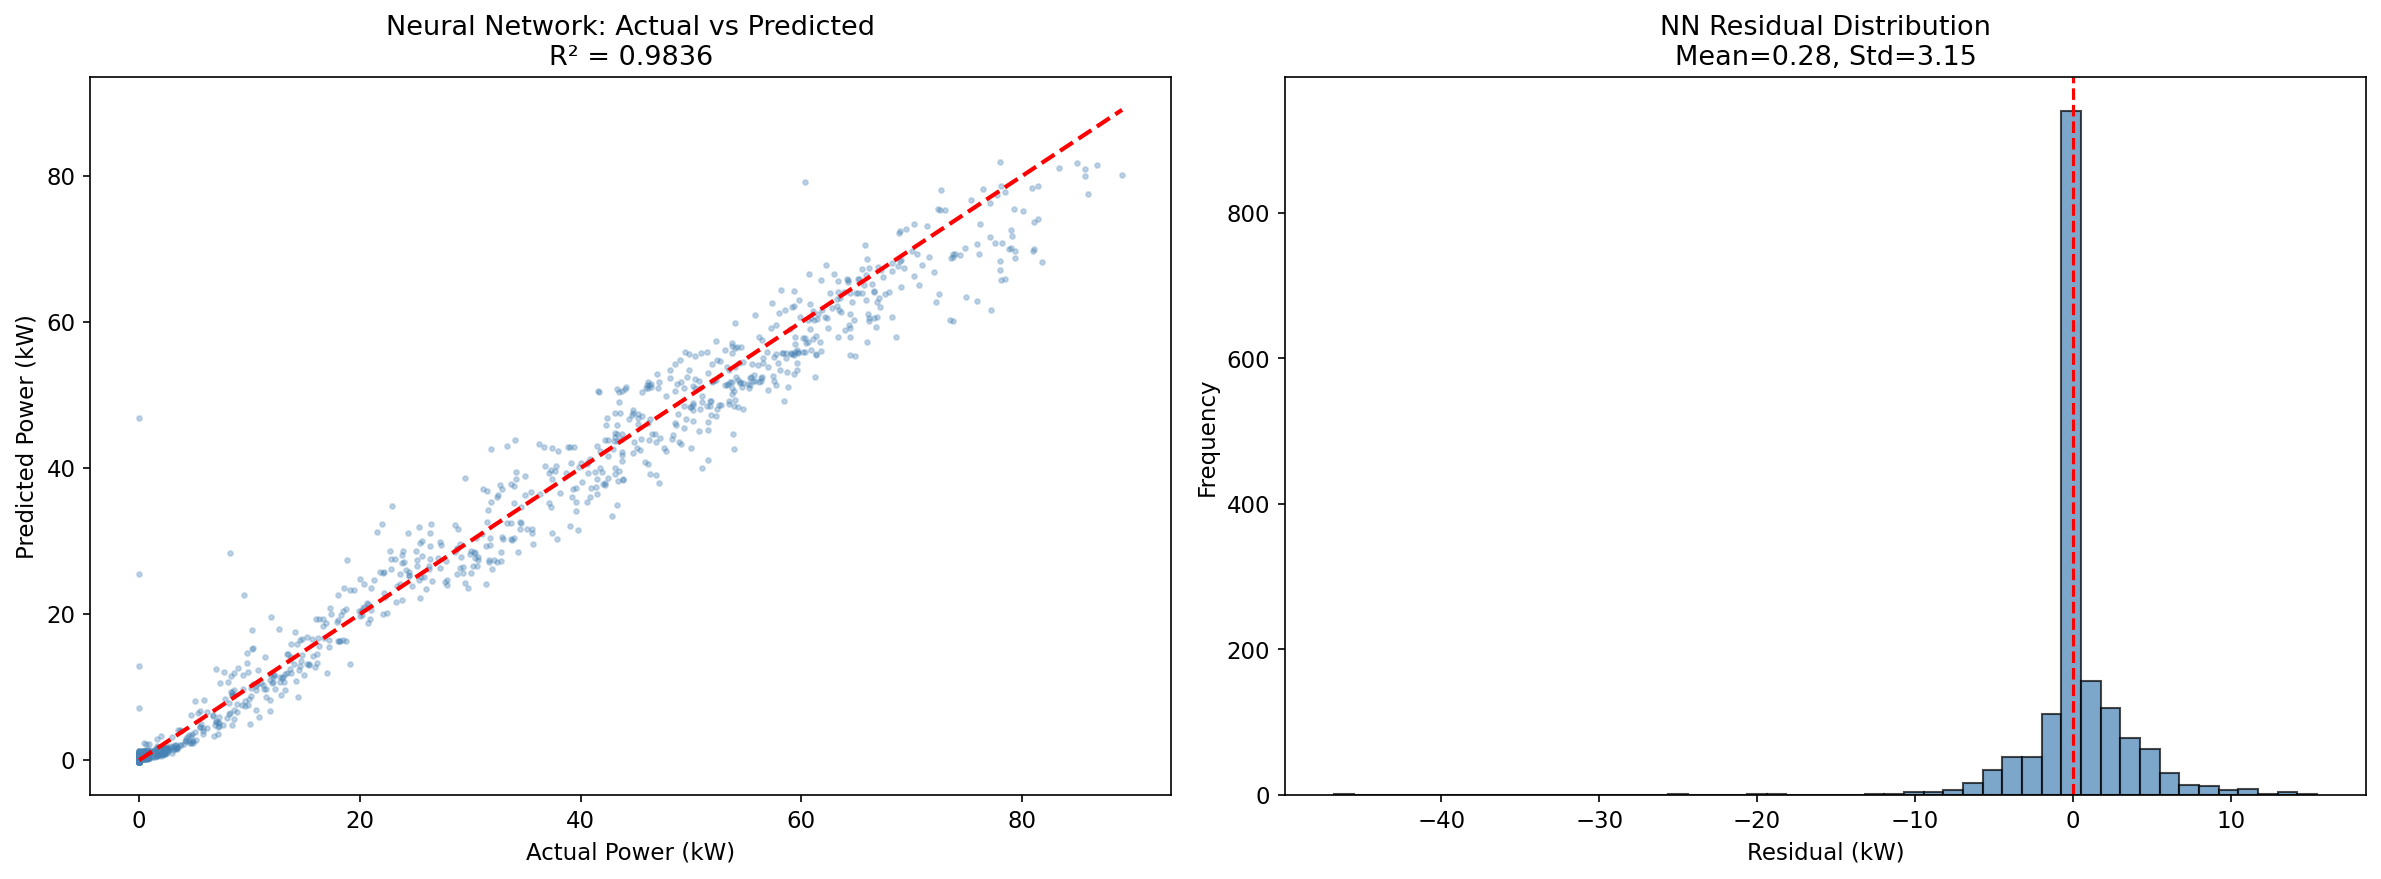 Neural Network: Actual vs Predicted
R² = 0.9836
Predicted Power (kW)
80
60
40
20
0
0 20 40 60 80
Actual Power (kW)
NN Residual Distribution
Mean=0.28, Std=3.15
Frequency
800
600
400
200
0
−40 −30 −20 −10 0 10
Residual (kW)